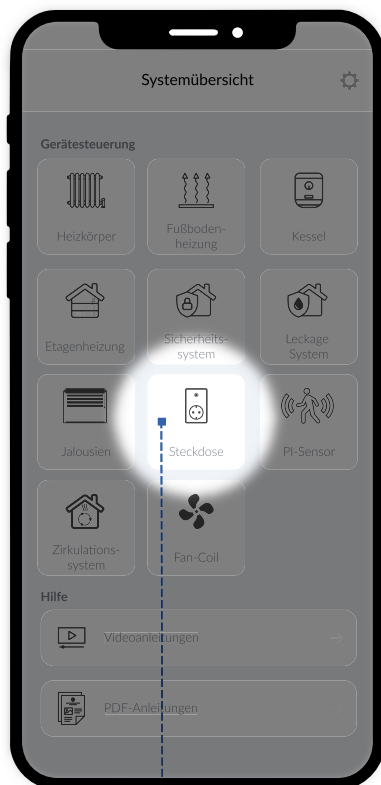 Systemübersicht
Gerätesteuerung
Heizkörper
Fußboden-
heizung
Kessel
Etagenheizung
Sicherheits-
system
Leckage
System
Jalousien
Steckdose
PI-Sensor
Zirkulations-
system
Fan-Coil
Hilfe
Videoanleitungen
PDF-Anleitungen